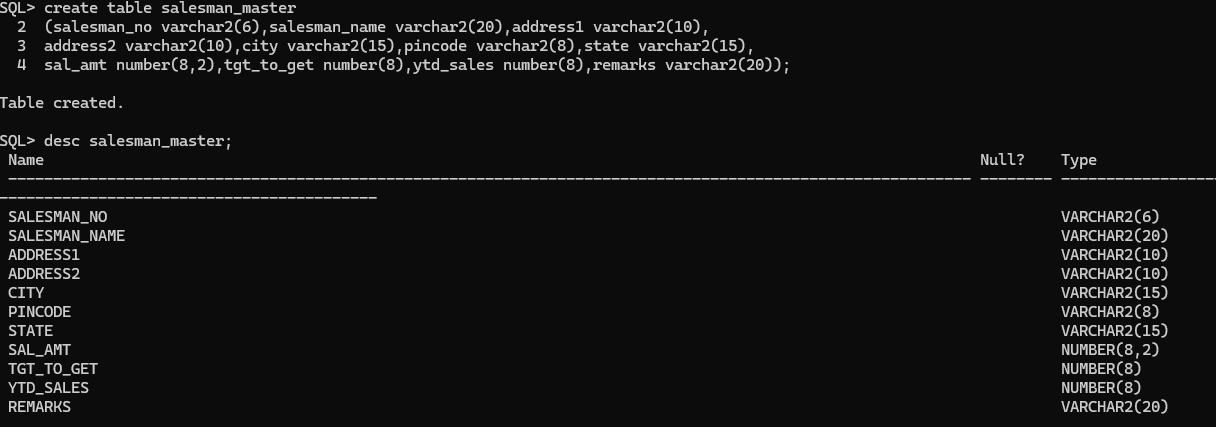 SQL> create table salesman_master
  2  (salesman_no varchar2(6),salesman_name varchar2(20),address1 varchar2(10),
  3  address2 varchar2(10),city varchar2(15),pincode varchar2(8),state varchar2(15),
  4  sal_amt number(8,2),tgt_to_get number(8),ytd_sales number(8),remarks varchar2(20));
Table created.
SQL> desc salesman_master;
 Name Null? Type
 ----------------------------------------------------------------------------------------------------------- -------- ------------------
------------------------------------------
 SALESMAN_NO VARCHAR2(6)
 SALESMAN_NAME VARCHAR2(20)
 ADDRESS1 VARCHAR2(10)
 ADDRESS2 VARCHAR2(10)
 CITY VARCHAR2(15)
 PINCODE VARCHAR2(8)
 STATE VARCHAR2(15)
 SAL_AMT NUMBER(8,2)
 TGT_TO_GET NUMBER(8)
 YTD_SALES NUMBER(8)
 REMARKS VARCHAR2(20)